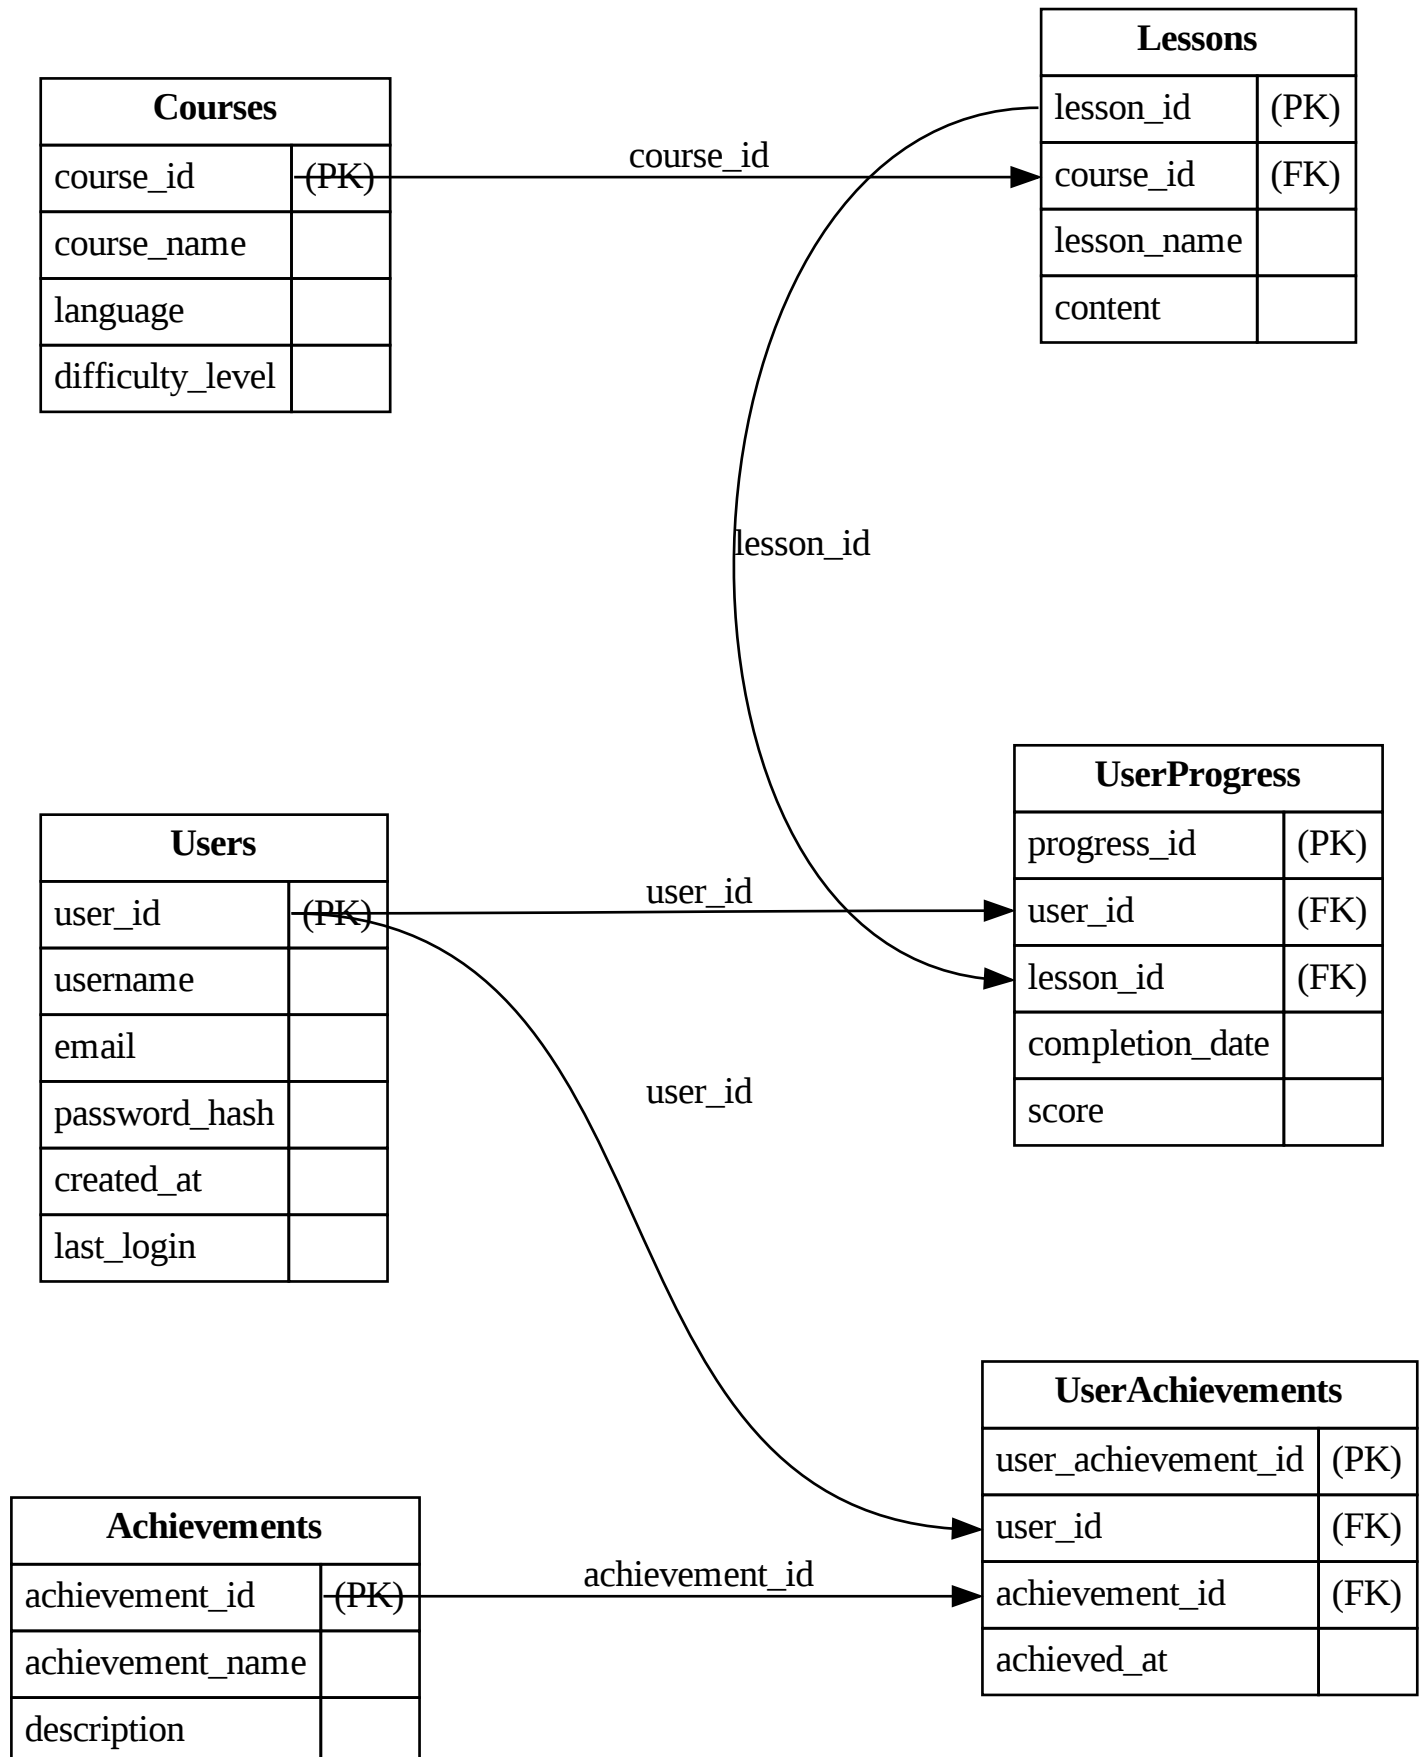 Courses
course_id (PK)
course_name
language
difficulty_level
course_id
Lessons
lesson_id (PK)
course_id (FK)
lesson_name
content
lesson_id
Users
user_id (PK)
username
email
password_hash
created_at
last_login
user_id
user_id
UserProgress
progress_id (PK)
user_id (FK)
lesson_id (FK)
completion_date
score
Achievements
achievement_id (PK)
achievement_name
description
achievement_id
UserAchievements
user_achievement_id (PK)
user_id (FK)
achievement_id (FK)
achieved_at